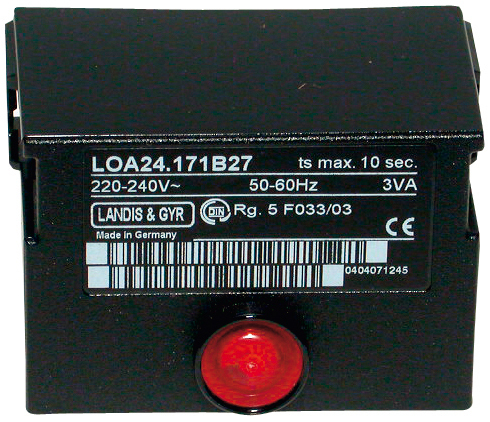 LOA24.171B27 ts max. 10 sec.
220-240V~ 50-60Hz 3VA
LANDIS & GYR DIN Rg. 5 F033/03
Made in Germany CE
0404071245